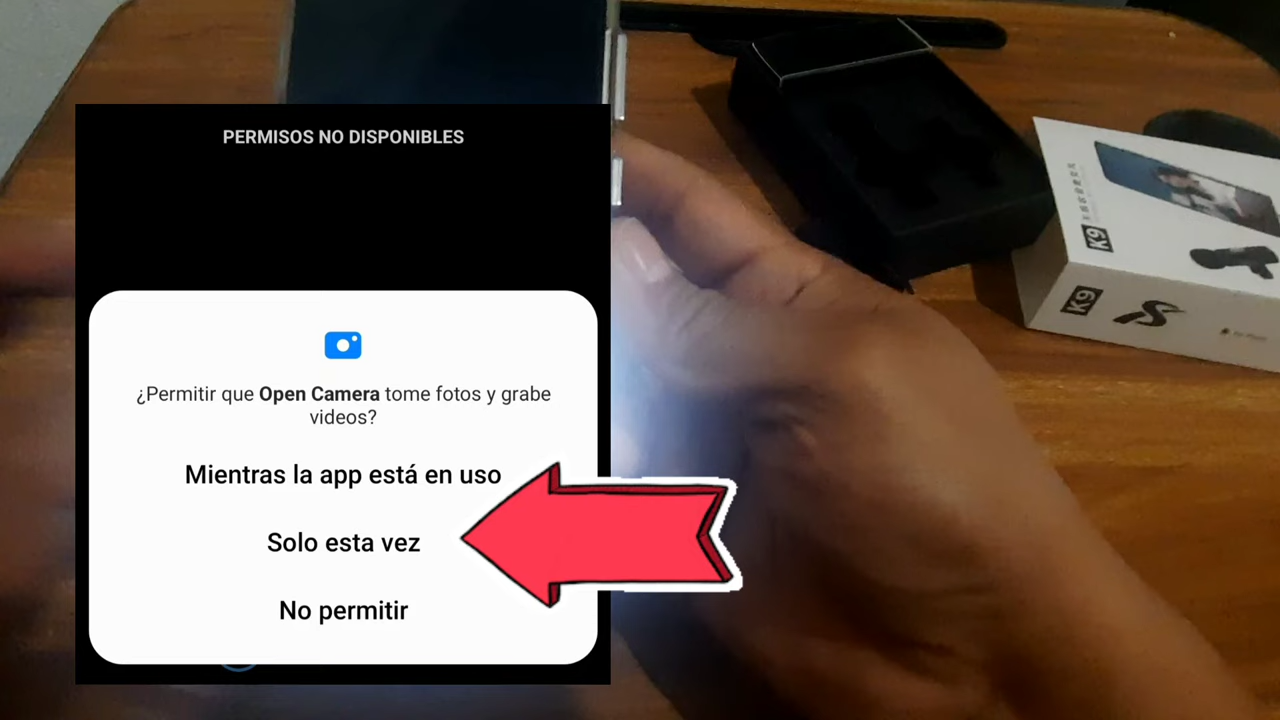 PERMISOS NO DISPONIBLES
¿Permitir que Open Camera tome fotos y grabe
videos?
Mientras la app está en uso
Solo esta vez
No permitir
K9
K9